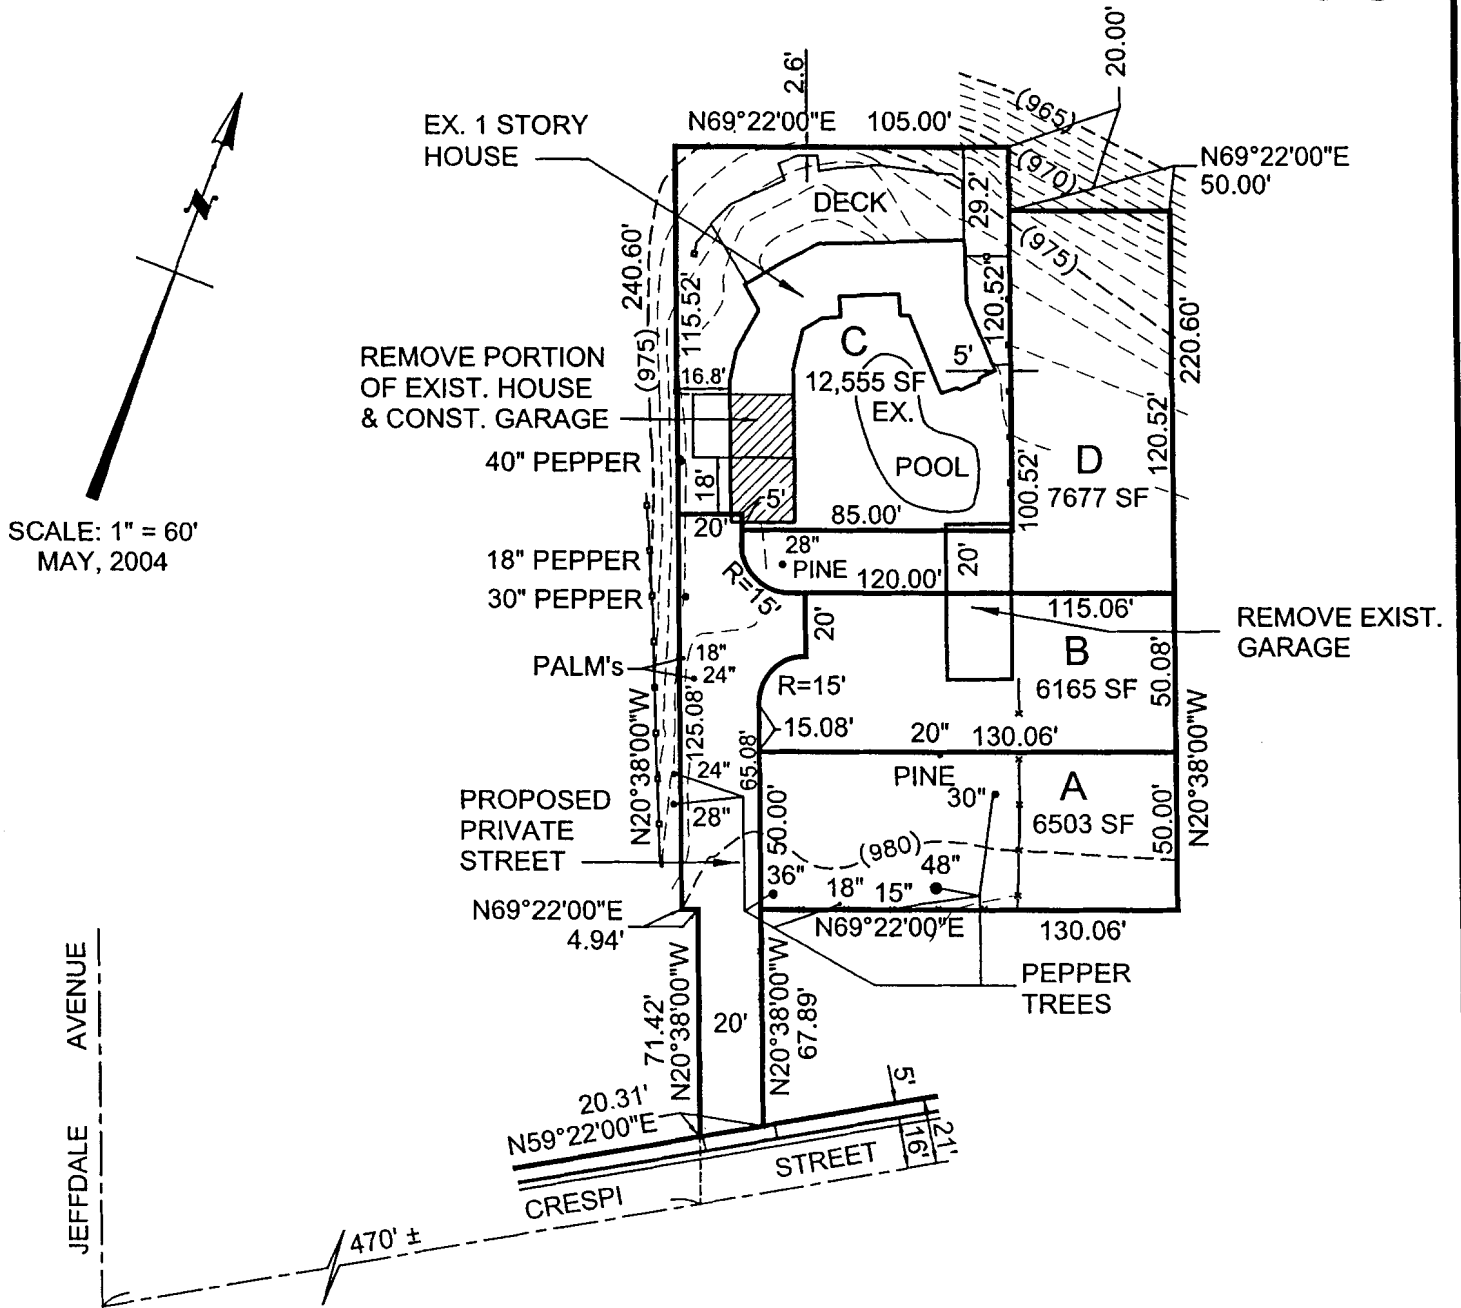 20.00'
2.6'
N69°22'00"E 105.00'
(965)
EX. 1 STORY
HOUSE
(970)
N69°22'00"E
50.00'
DECK
29.2'
(975)
N
240.60'
115.52'
120.52'
220.60'
C
REMOVE PORTION
OF EXIST. HOUSE
& CONST. GARAGE
(975)
16.8'
12,555 SF
EX.
5'
120.52'
40" PEPPER
18'
POOL
100.52'
D
7677 SF
5'
SCALE: 1" = 60'
MAY, 2004
20'
85.00'
18" PEPPER
28"
PINE
20'
30" PEPPER
R=15'
120.00'
115.06'
20'
REMOVE EXIST.
GARAGE
PALM's
18"
24"
B
6165 SF
50.08'
R=15'
N20°38'00"W
125.08'
15.08'
65.08'
20"
130.06'
N20°38'00"W
24"
28"
PINE
30"
A
6503 SF
PROPOSED
PRIVATE
STREET
50.00'
(980)
50.00'
36"
18"
15"
48"
N69°22'00"E
4.94'
N69°22'00"E
130.06'
PEPPER
TREES
71.42'
N20°38'00"W
20'
N20°38'00"W
67.89'
JEFFDALE AVENUE
5'
20.31'
N59°22'00"E
21'
16'
CRESPI STREET
470' ±